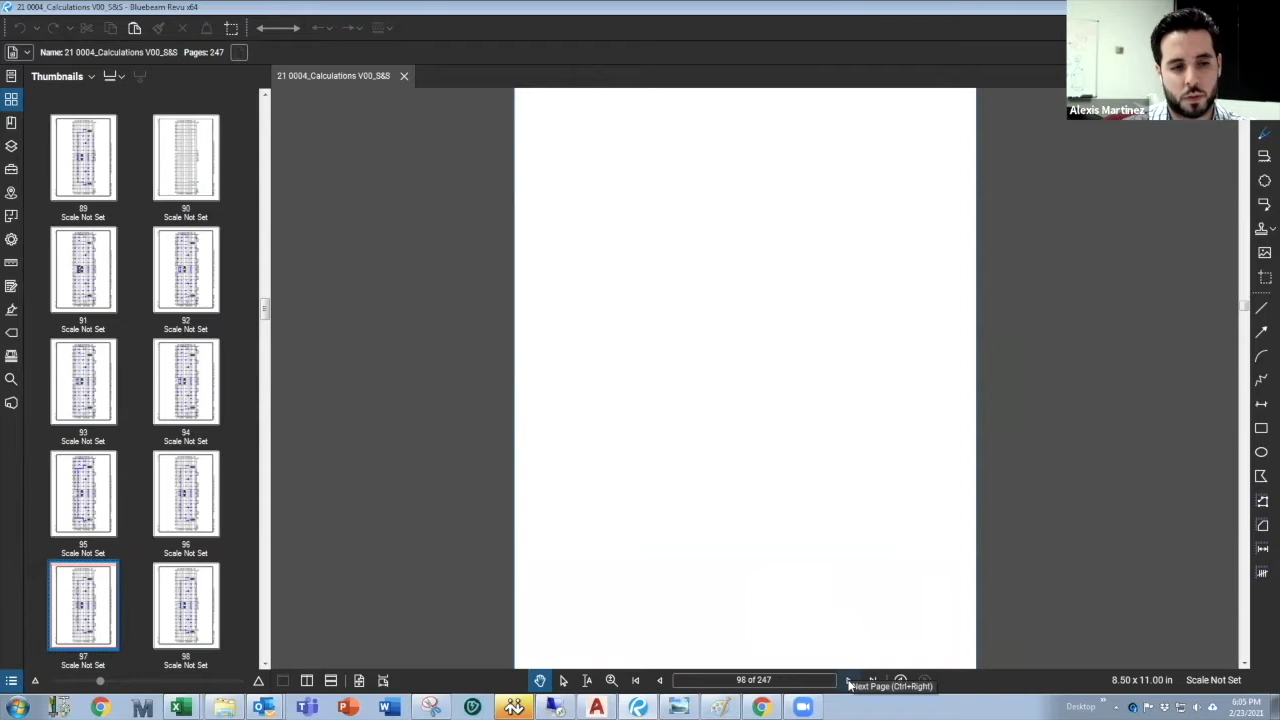 21 0004_Calculations V00_S&S - Bluebeam Revu x64
Name: 21 0004_Calculations V00_S&S Pages: 247
Thumbnails
21 0004_Calculations V00_S&S
Alexis Martinez
89
Scale Not Set
90
Scale Not Set
91
Scale Not Set
92
Scale Not Set
93
Scale Not Set
94
Scale Not Set
95
Scale Not Set
96
Scale Not Set
97
Scale Not Set
98
Scale Not Set
98 of 247
Next Page (Ctrl+Right)
8.50 x 11.00 in
Scale Not Set
Desktop
6:05 PM
2/23/2021